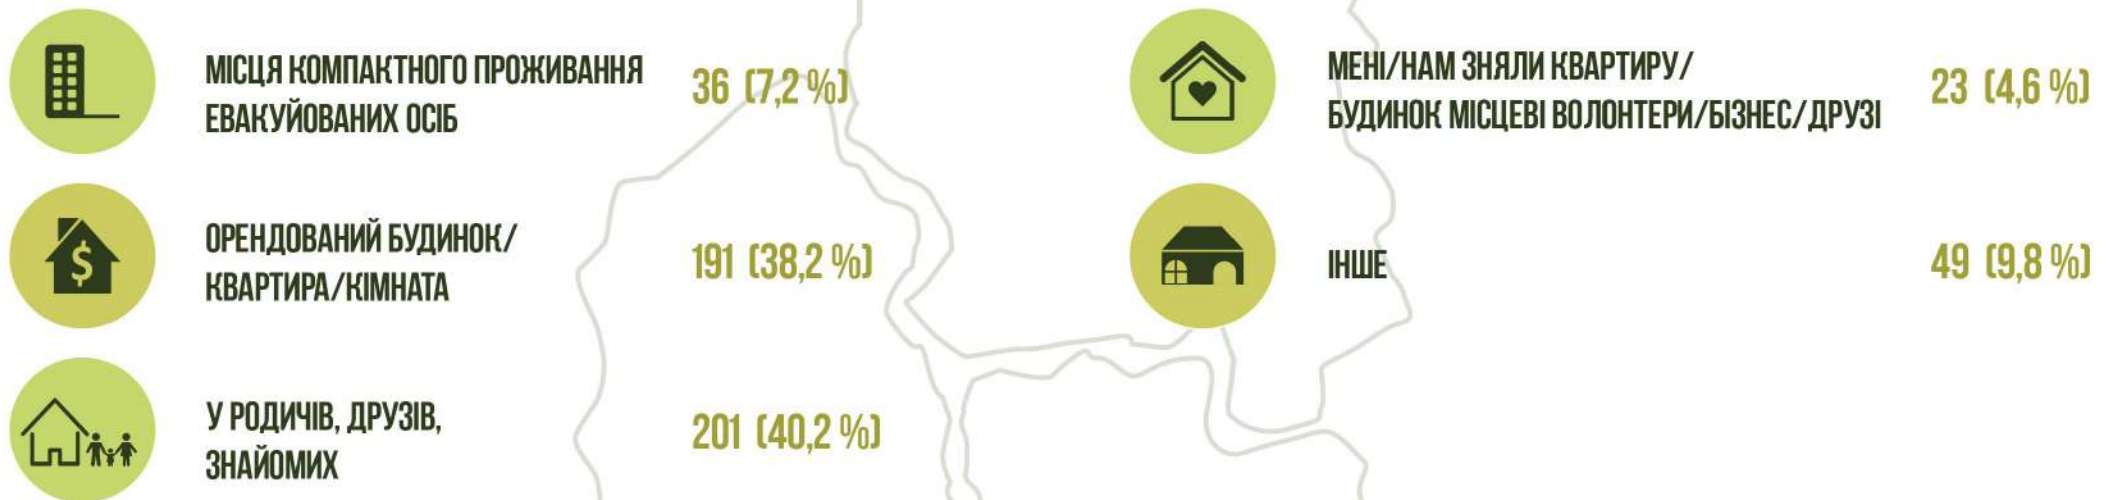 МІСЦЯ КОМПАКТНОГО ПРОЖИВАННЯ
ЕВАКУЙОВАНИХ ОСІБ
36 (7,2 %)
ОРЕНДОВАНИЙ БУДИНОК/
КВАРТИРА/КІМНАТА
191 (38,2 %)
$
У РОДИЧІВ, ДРУЗІВ,
ЗНАЙОМИХ
201 (40,2 %)
МЕНІ/НАМ ЗНЯЛИ КВАРТИРУ/
БУДИНОК МІСЦЕВІ ВОЛОНТЕРИ/БІЗНЕС/ДРУЗІ
23 (4,6 %)
ІНШЕ
49 (9,8 %)